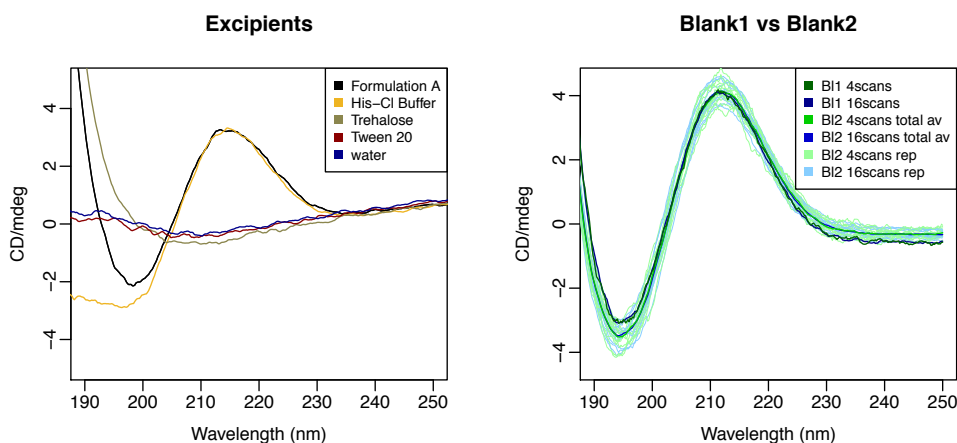 Excipients
CD/mdeg
4
2
0
−2
−4
Formulation A
His−Cl Buffer
Trehalose
Tween 20
water
190 200 210 220 230 240 250
Wavelength (nm)
Blank1 vs Blank2
CD/mdeg
4
2
0
−2
−4
Bl1 4scans
Bl1 16scans
Bl2 4scans total av
Bl2 16scans total av
Bl2 4scans rep
Bl2 16scans rep
190 200 210 220 230 240 250
Wavelength (nm)